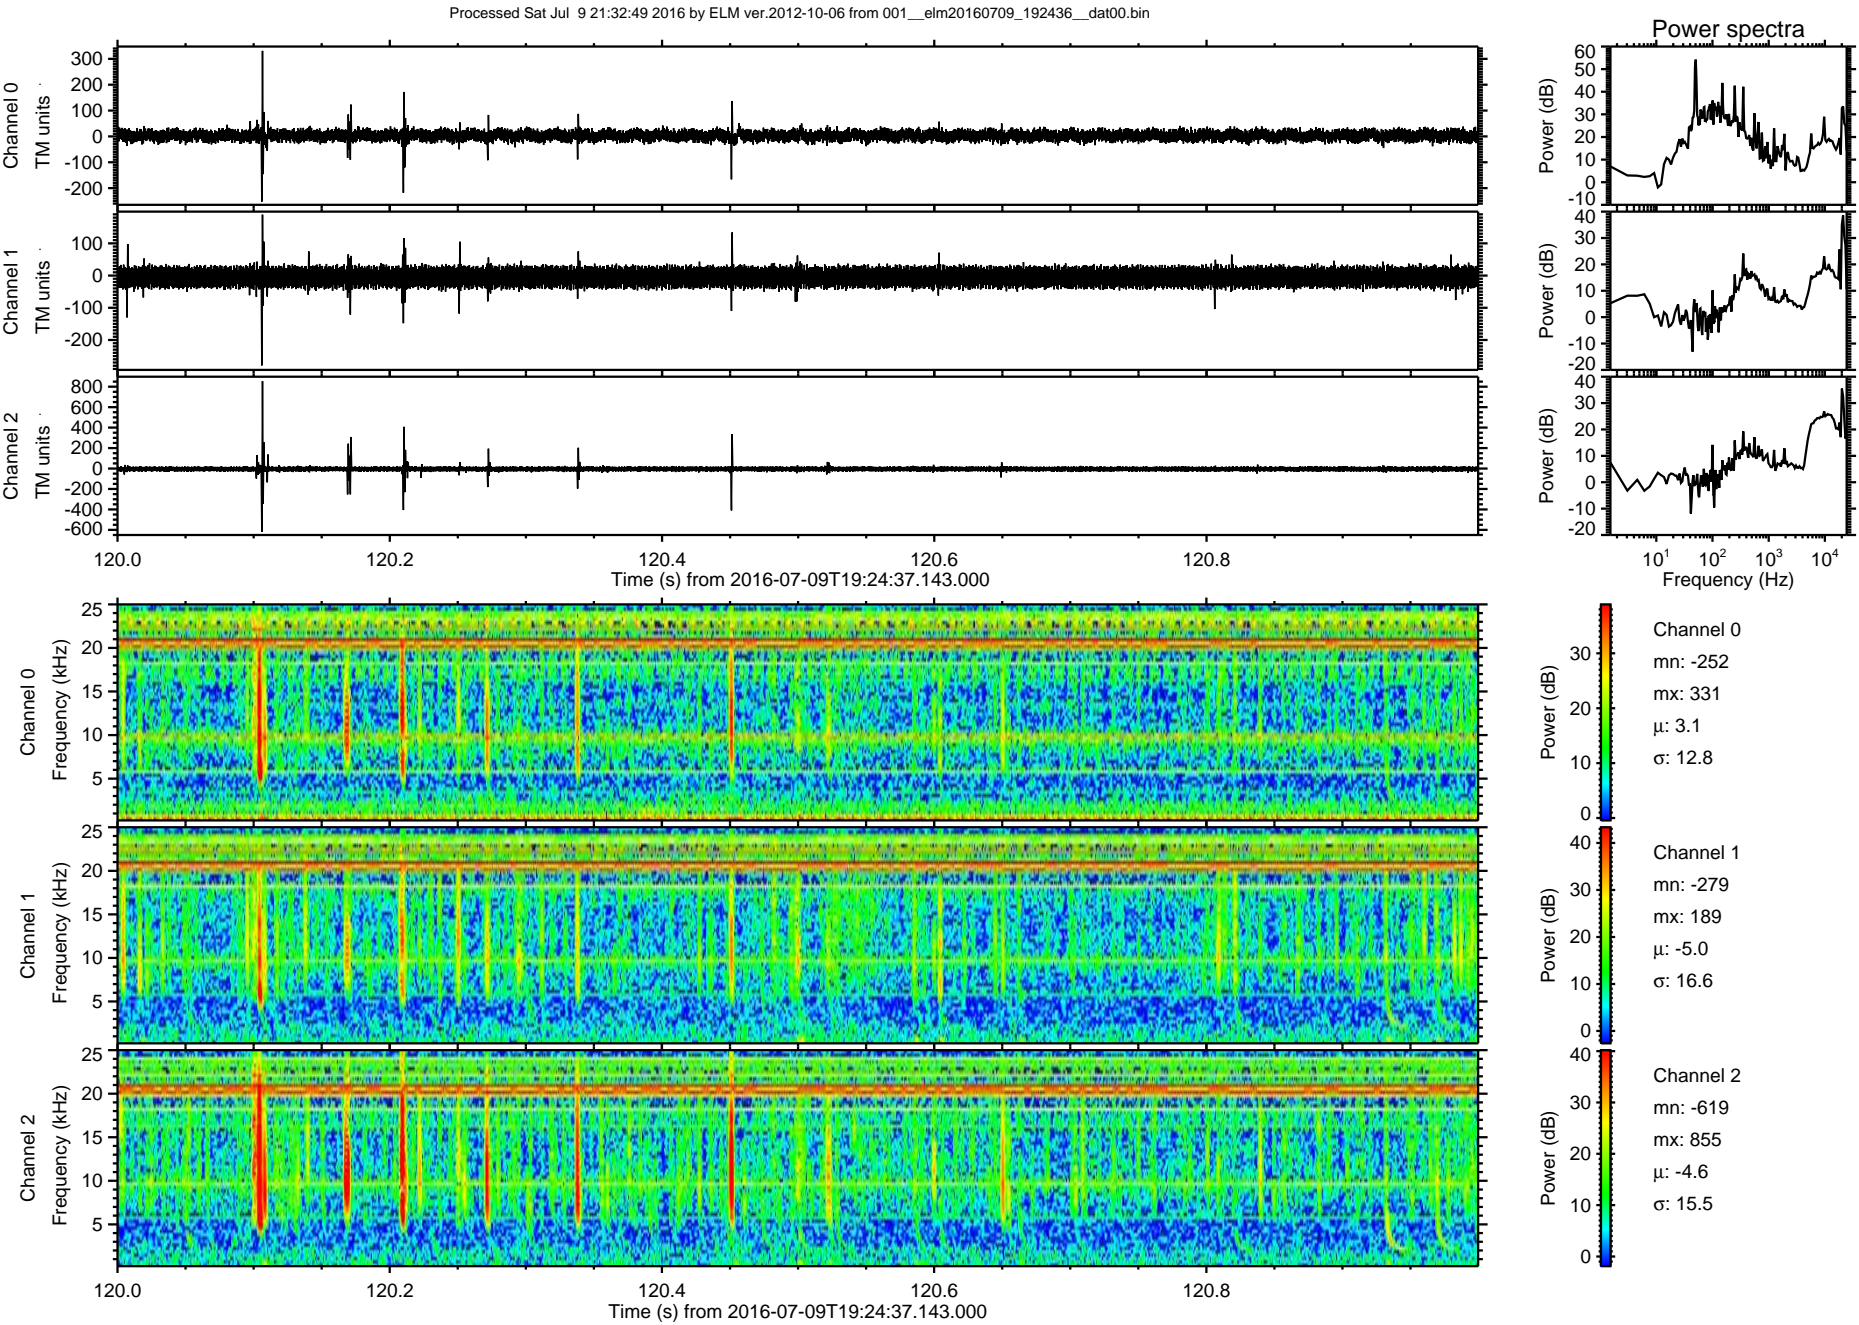 Processed Sat Jul  9 21:32:49 2016 by ELM ver.2012-10-06 from 001__elm20160709_192436__dat00.bin
Power spectra
Channel 0
TM units
300
200
100
0
-100
-200
Power (dB)
60
50
40
30
20
10
0
-10
Channel 1
TM units
100
0
-100
-200
Power (dB)
40
30
20
10
0
-10
-20
Channel 2
TM units
800
600
400
200
0
-200
-400
-600
Power (dB)
40
30
20
10
0
-10
-20
120.0 120.2 120.4 120.6 120.8
Time (s) from 2016-07-09T19:24:37.143.000
10^1 10^2 10^3 10^4
Frequency (Hz)
Channel 0
Frequency (kHz)
25
20
15
10
5
Power (dB)
30
20
10
0
Channel 0
mn: -252
mx: 331
μ: 3.1
σ: 12.8
Channel 1
Frequency (kHz)
25
20
15
10
5
Power (dB)
40
30
20
10
0
Channel 1
mn: -279
mx: 189
μ: -5.0
σ: 16.6
Channel 2
Frequency (kHz)
25
20
15
10
5
Power (dB)
40
30
20
10
0
Channel 2
mn: -619
mx: 855
μ: -4.6
σ: 15.5
120.0 120.2 120.4 120.6 120.8
Time (s) from 2016-07-09T19:24:37.143.000